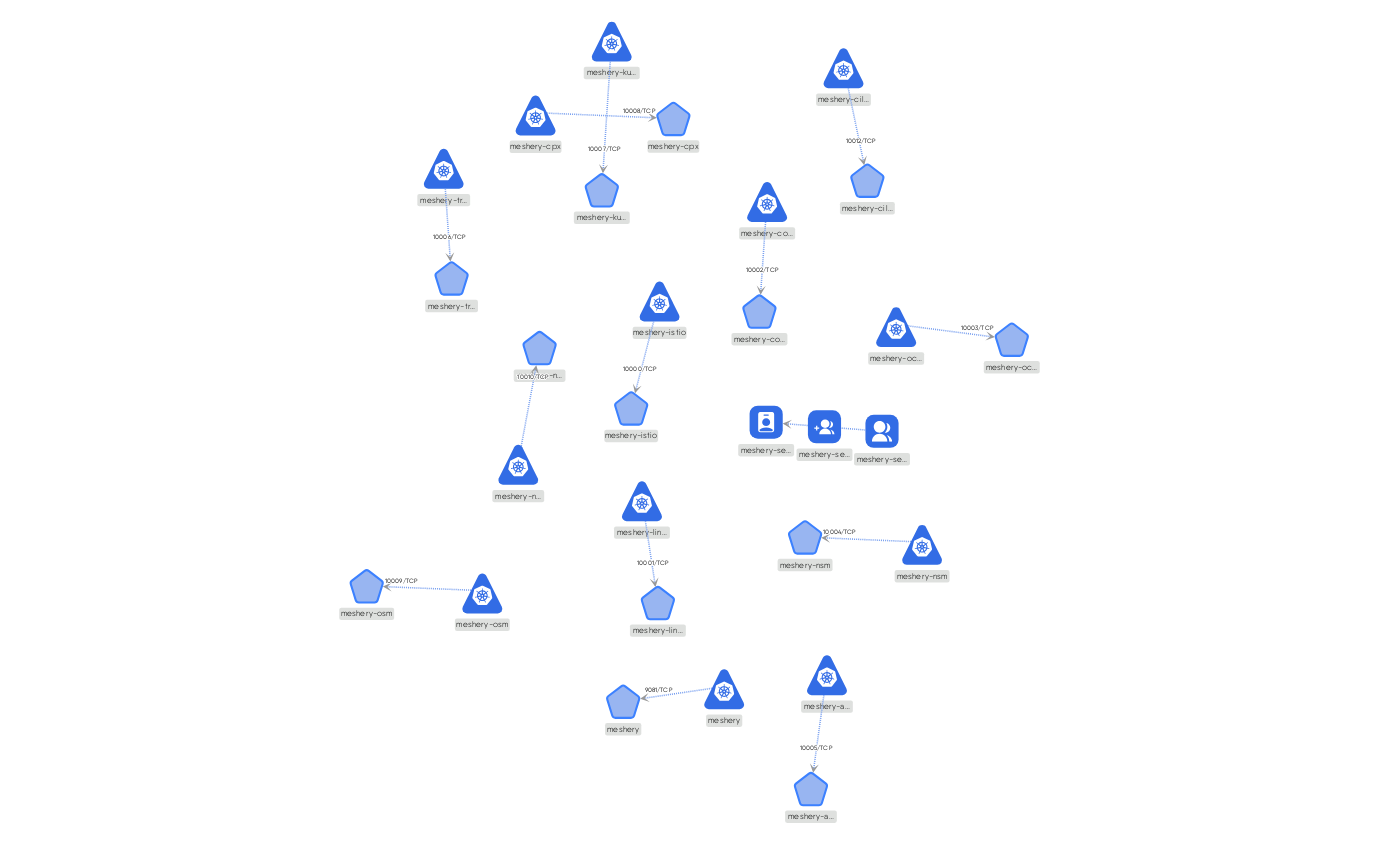 meshery-ku...
meshery-cil...
10008/TCP
meshery-cpx
meshery-cpx
10007/TCP
10012/TCP
meshery-tr...
meshery-ku...
meshery-cil...
meshery-co...
10006/TCP
10002/TCP
meshery-tr...
meshery-istio
meshery-co...
10003/TCP
meshery-oc...
meshery-oc...
10000/TCP
10010/TCP
-n...
meshery-istio
meshery-se...
meshery-se...
meshery-se...
meshery-n...
meshery-lin...
10004/TCP
10001/TCP
meshery-nsm
meshery-nsm
10009/TCP
meshery-osm
meshery-osm
meshery-lin...
9081/TCP
meshery-a...
meshery
meshery
10005/TCP
meshery-a...